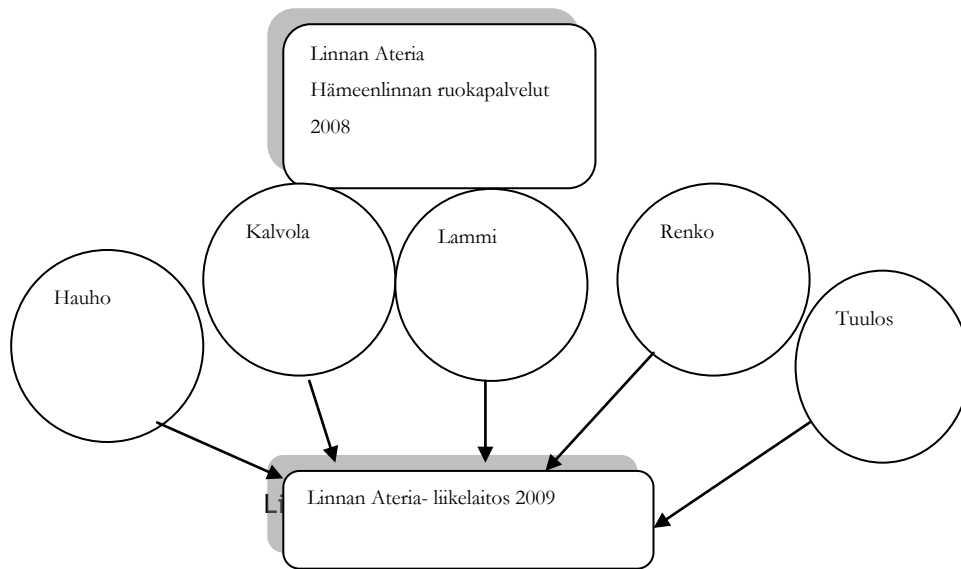 Linnan Ateria
Hämeenlinnan ruokapalvelut
2008
Kalvola
Lammi
Renko
Hauho
Tuulos
Linnan Ateria- liikelaitos 2009